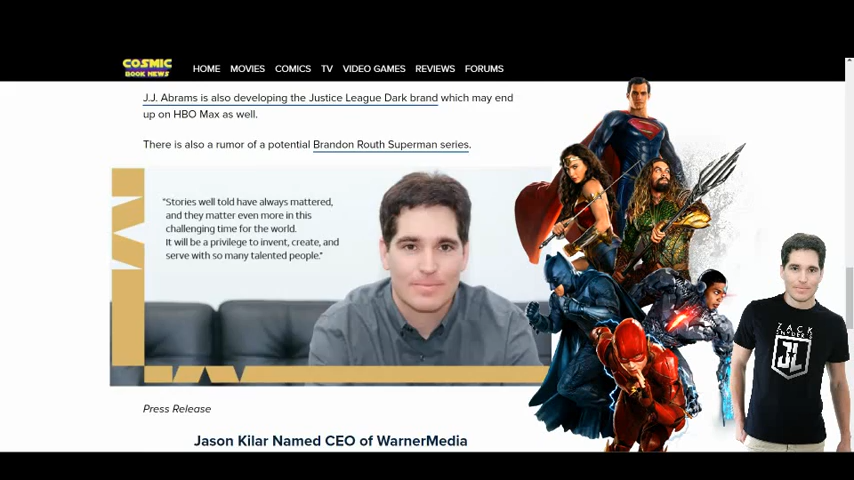 COSMIC
BOOK NEWS
HOME MOVIES COMICS TV VIDEO GAMES REVIEWS FORUMS
J.J. Abrams is also developing the Justice League Dark brand which may end
up on HBO Max as well.
There is also a rumor of a potential Brandon Routh Superman series.
"Stories well told have always mattered,
and they matter even more in this
challenging time for the world.
It will be a privilege to invent, create, and
serve with so many talented people."
ZACK
SNYDER'S
JL
Press Release
Jason Kilar Named CEO of WarnerMedia